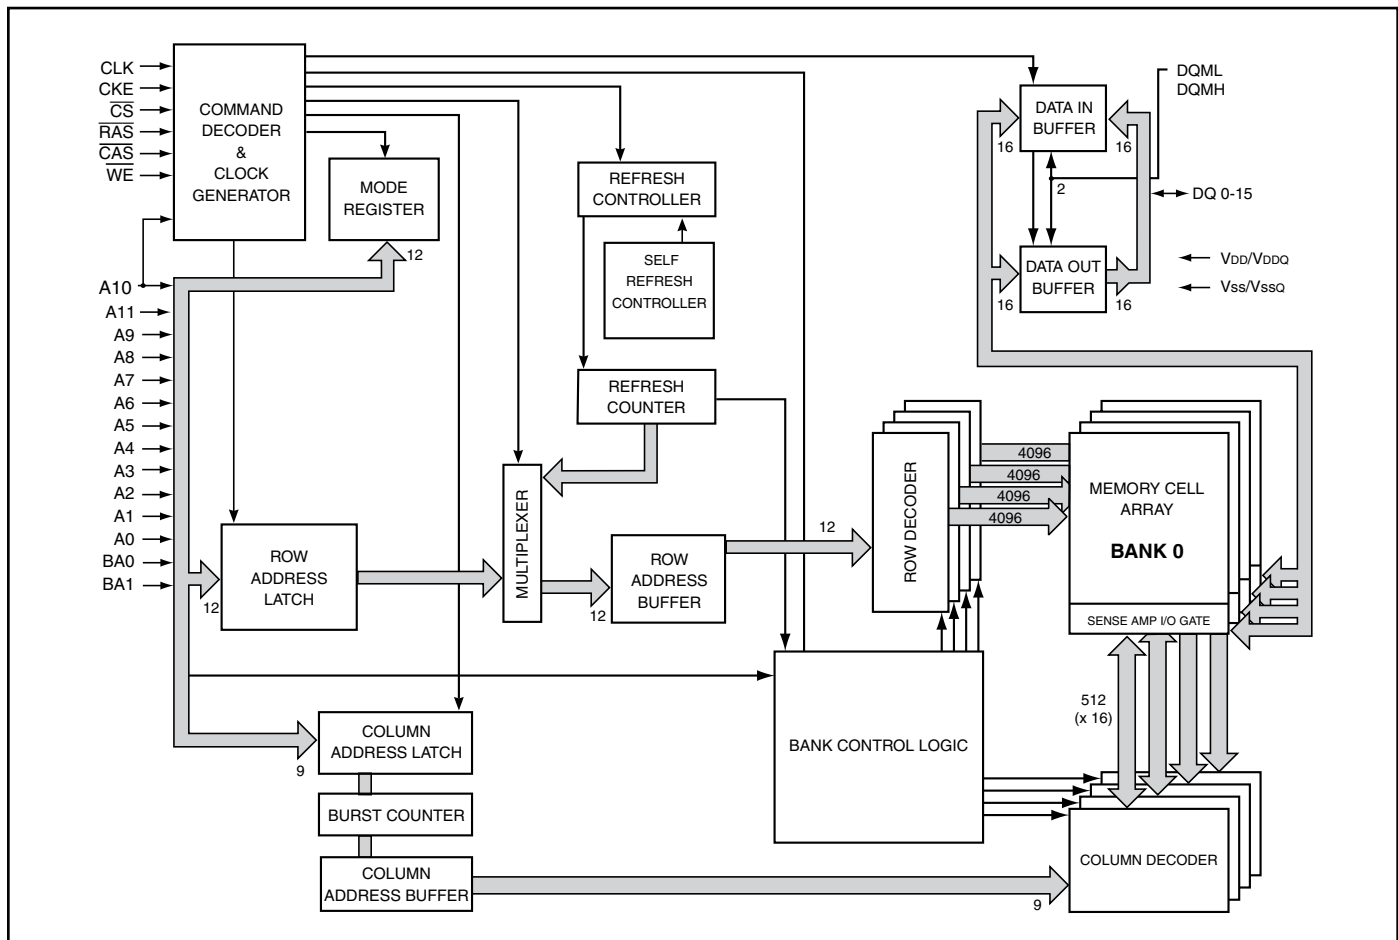 CLK
CKE
CS
RAS
CAS
WE
COMMAND
DECODER
&
CLOCK
GENERATOR
MODE
REGISTER
12
REFRESH
CONTROLLER
SELF
REFRESH
CONTROLLER
REFRESH
COUNTER
DATA IN
BUFFER
16
16
2
DQML
DQMH
DQ 0-15
DATA OUT
BUFFER
16
16
VDD/VDDQ
Vss/VssQ
A10
A11
A9
A8
A7
A6
A5
A4
A3
A2
A1
A0
BA0
BA1
12
ROW
ADDRESS
LATCH
MULTIPLEXER
12
ROW
ADDRESS
BUFFER
12
ROW DECODER
4096
4096
4096
4096
MEMORY CELL
ARRAY
BANK 0
SENSE AMP I/O GATE
512
(x 16)
BANK CONTROL LOGIC
9
COLUMN
ADDRESS LATCH
BURST COUNTER
COLUMN
ADDRESS BUFFER
9
COLUMN DECODER